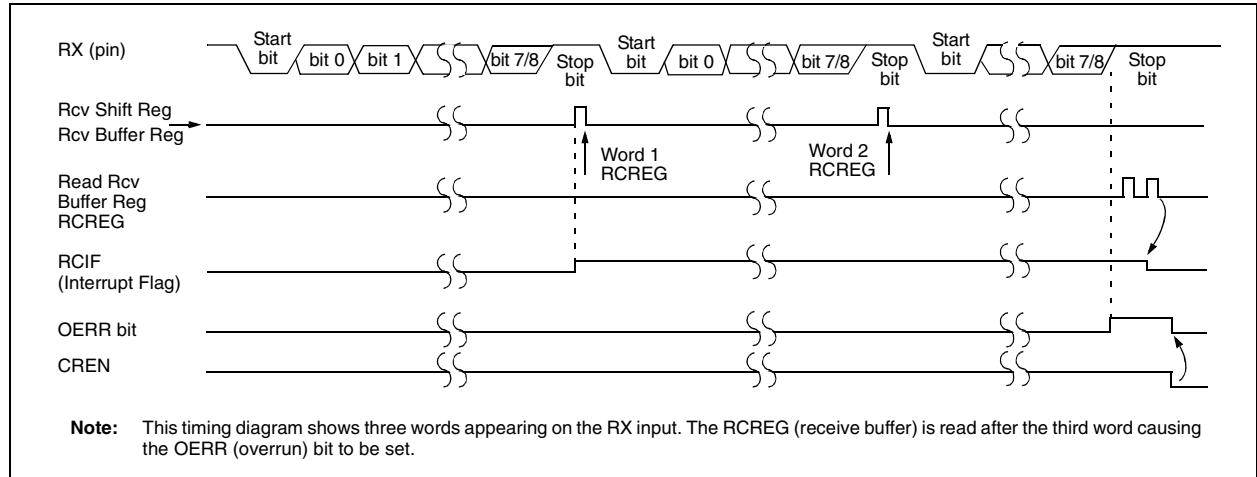 RX (pin)
Start bit
bit 0
bit 1
bit 7/8
Stop bit
Start bit
bit 0
bit 7/8
Stop bit
Start bit
bit 7/8
Stop bit
Rcv Shift Reg
Rcv Buffer Reg
Word 1
RCREG
Word 2
RCREG
Read Rcv
Buffer Reg
RCREG
RCIF
(Interrupt Flag)
OERR bit
CREN
Note: This timing diagram shows three words appearing on the RX input. The RCREG (receive buffer) is read after the third word causing
the OERR (overrun) bit to be set.